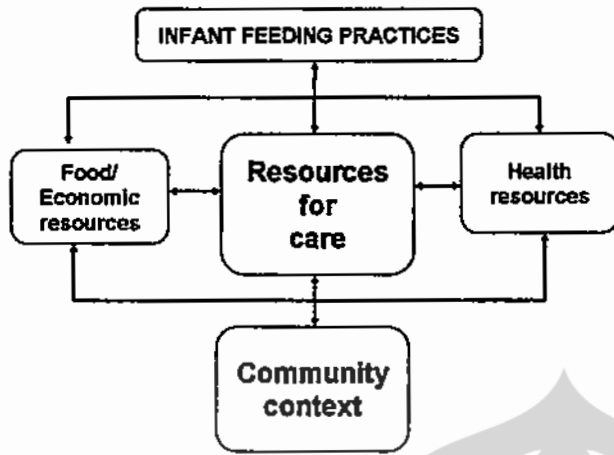 INFANT FEEDING PRACTICES
Food/
Economic
resources
Resources
for
care
Health
resources
Community
context